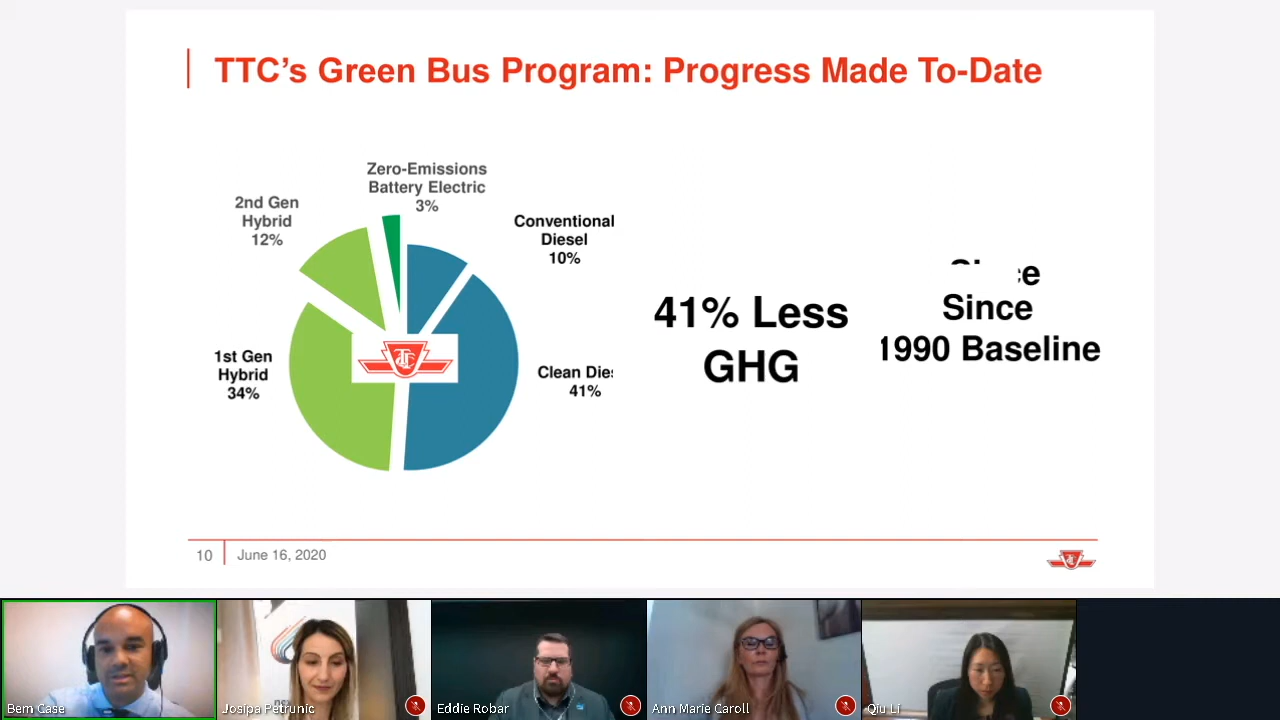 TTC's Green Bus Program: Progress Made To-Date
Zero-Emissions
Battery Electric
3%
2nd Gen
Hybrid
12%
Conventional
Diesel
10%
1st Gen
Hybrid
34%
Clean
41%
41% Less
GHG
Since
1990 Baseline
10
June 16, 2020
Bem Case
Josipa Petrunic
Eddie Robar
Ann Marie Caroll
Qiu Li